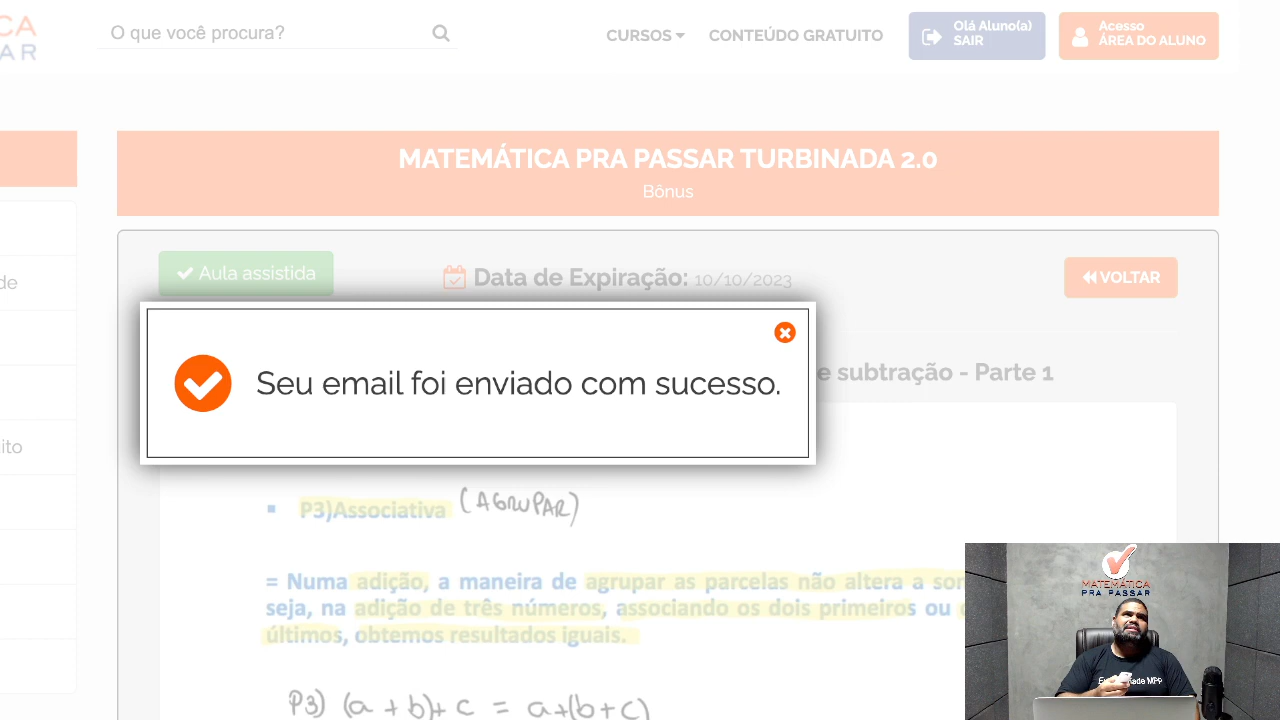 ICA
SAR
O que você procura?
CURSOS
CONTEÚDO GRATUITO
Olá Aluno(a)
SAIR
Acesso
ÁREA DO ALUNO
MATEMÁTICA PRA PASSAR TURBINADA 2.0
Bônus
de
ito
Aula assistida
Data de Expiração: 10/10/2023
VOLTAR
e subtração - Parte 1
Seu email foi enviado com sucesso.
P3)Associativa (AGRUPAR)
= Numa adição, a maneira de agrupar as parcelas não altera a so
seja, na adição de três números, associando os dois primeiros ou
últimos, obtemos resultados iguais.
P3) (a + b)+ c = a+(b+c)
MATEMÁTICA
PRA PASSAR
MPP